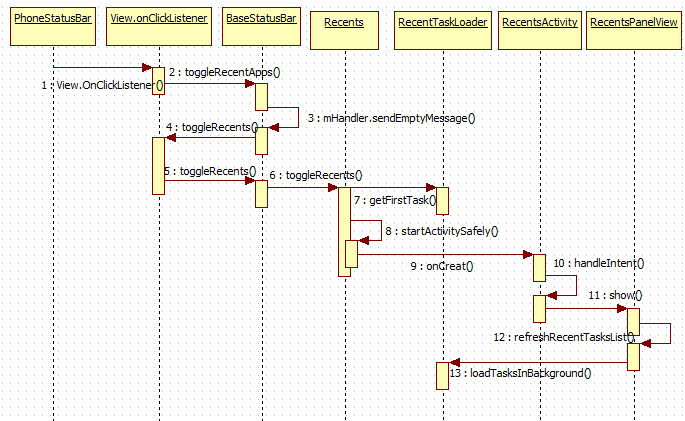 PhoneStatusBar
View.onClickListener
BaseStatusBar
Recents
RecentTaskLoader
RecentsActivity
RecentsPanelView
1 : View.OnClickListener()
2 : toggleRecentApps()
3 : mHandler.sendEmptyMessage()
4 : toggleRecents()
5 : toggleRecents()
6 : toggleRecents()
7 : getFirstTask()
8 : startActivitySafely()
9 : onCreat()
10 : handleIntent()
11 : show()
12 : refreshRecentTasksList()
13 : loadTasksInBackground()